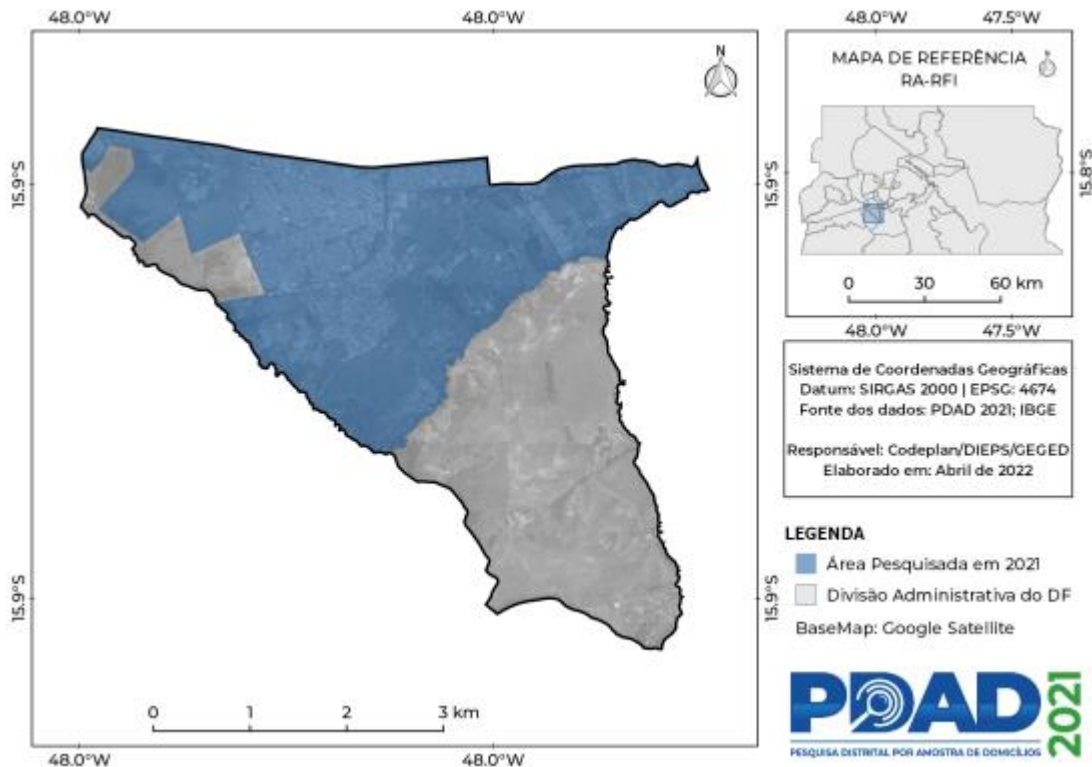 48.0°W
48.0°W
N
15.9°S
15.9°S
15.9°S
15.9°S
0
1
2
3 km
48.0°W
48.0°W
48.0°W
47.5°W
MAPA DE REFERÊNCIA
RA-RFI
N
15.8°S
0
30
60 km
48.0°W
47.5°W
Sistema de Coordenadas Geográficas
Datum: SIRGAS 2000 | EPSG: 4674
Fonte dos dados: PDAD 2021; IBGE
Responsável: Codeplan/DIEPS/GEGED
Elaborado em: Abril de 2022
LEGENDA
Área Pesquisada em 2021
Divisão Administrativa do DF
BaseMap: Google Satellite
PDAD 2021
PESQUISA DISTRITAL POR AMOSTRA DE DOMICÍLIOS